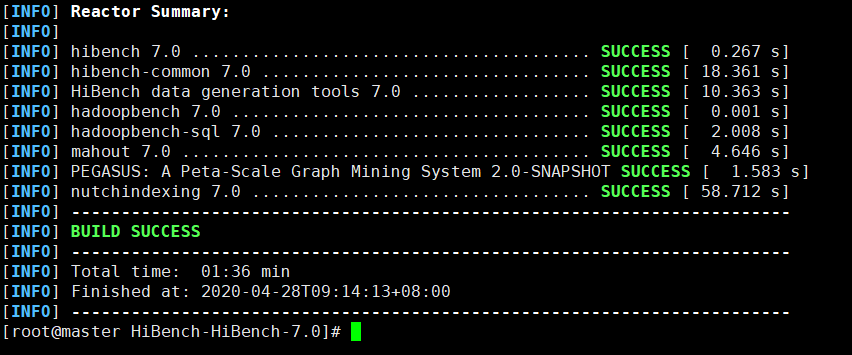 [INFO] Reactor Summary:
[INFO]
[INFO] hibench 7.0 ........................................ SUCCESS [  0.267 s]
[INFO] hibench-common 7.0 ................................. SUCCESS [ 18.361 s]
[INFO] HiBench data generation tools 7.0 .................. SUCCESS [ 10.363 s]
[INFO] hadoopbench 7.0 .................................... SUCCESS [  0.001 s]
[INFO] hadoopbench-sql 7.0 ................................ SUCCESS [  2.008 s]
[INFO] mahout 7.0 ......................................... SUCCESS [  4.646 s]
[INFO] PEGASUS: A Peta-Scale Graph Mining System 2.0-SNAPSHOT SUCCESS [  1.583 s]
[INFO] nutchindexing 7.0 .................................. SUCCESS [ 58.712 s]
[INFO] ------------------------------------------------------------------------
[INFO] BUILD SUCCESS
[INFO] ------------------------------------------------------------------------
[INFO] Total time:  01:36 min
[INFO] Finished at: 2020-04-28T09:14:13+08:00
[INFO] ------------------------------------------------------------------------
[root@master HiBench-HiBench-7.0]#